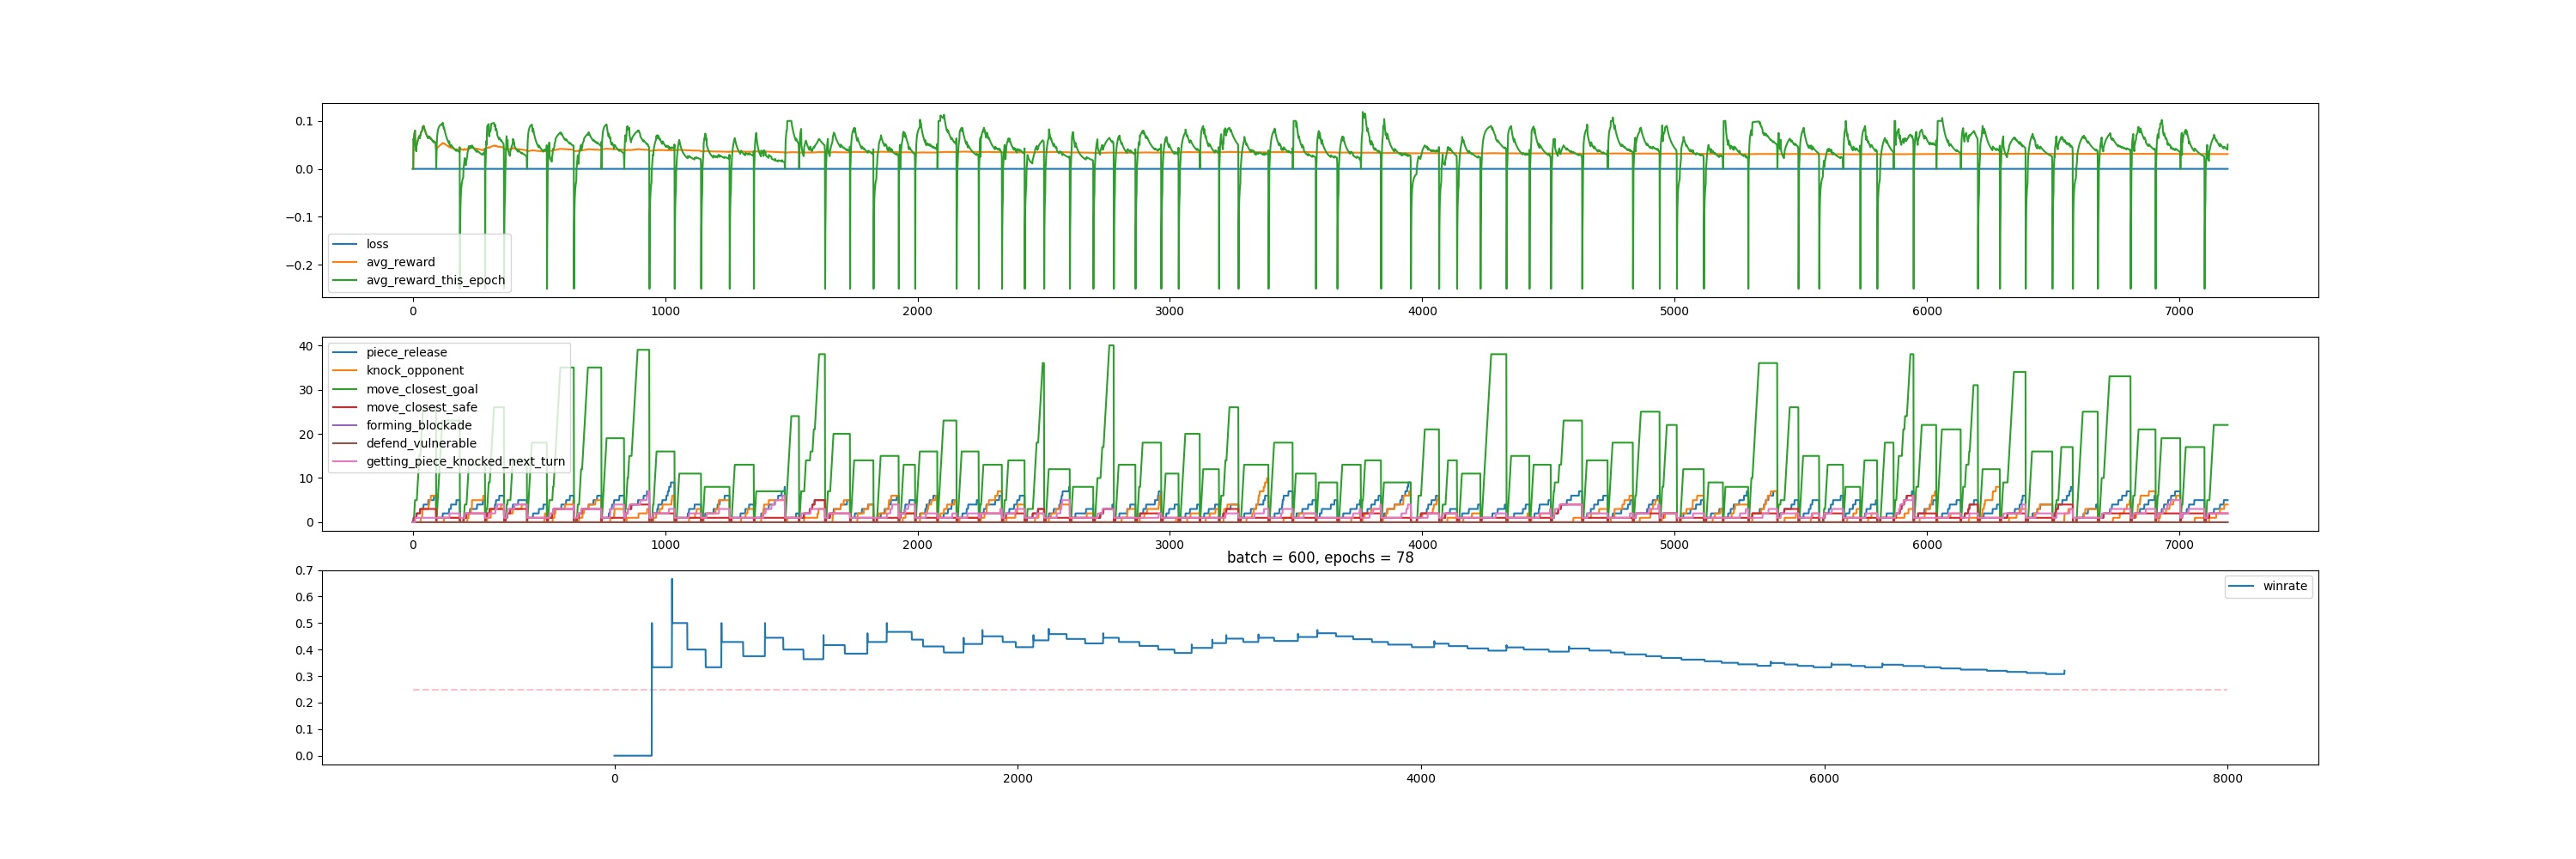 0.1
0.0
−0.1
−0.2
loss
avg_reward
avg_reward_this_epoch
0 1000 2000 3000 4000 5000 6000 7000
40
30
20
10
0
piece_release
knock_opponent
move_closest_goal
move_closest_safe
forming_blockade
defend_vulnerable
getting_piece_knocked_next_turn
0 1000 2000 3000 4000 5000 6000 7000
batch = 600, epochs = 78
0.7
0.6
0.5
0.4
0.3
0.2
0.1
0.0
winrate
0 2000 4000 6000 8000